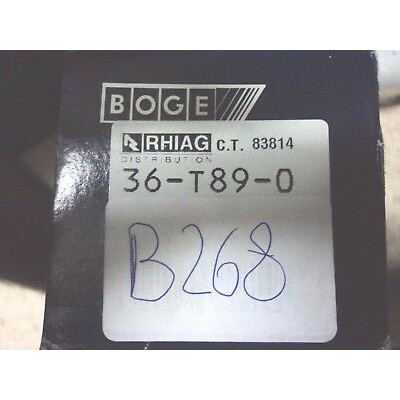 BOGE
RHIAG C.T. 83814
DISTRIBUTION
36-T89-0
B268